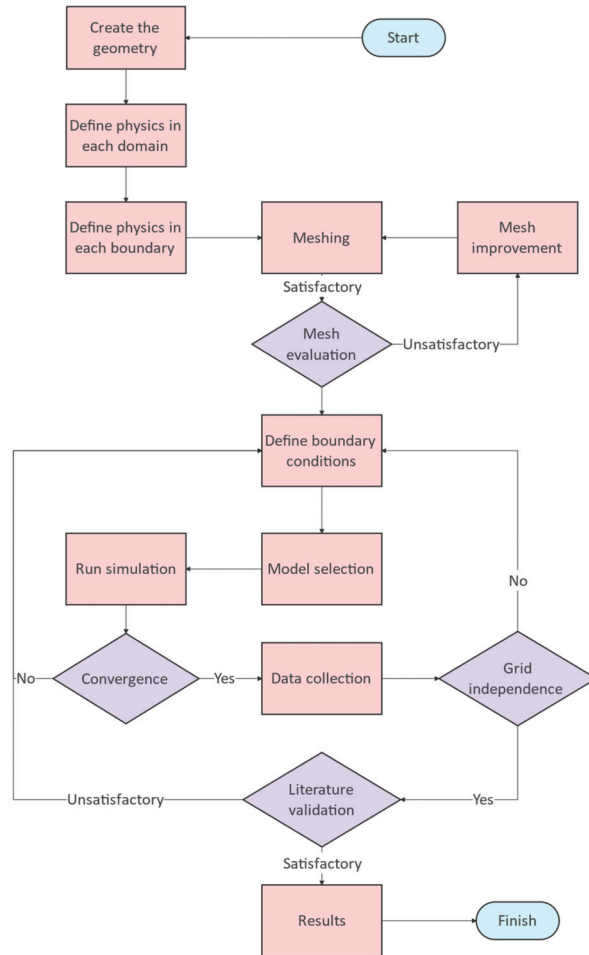 Create the
geometry
Start
Define physics in
each domain
Define physics in
each boundary
Meshing
Mesh
improvement
Satisfactory
Mesh
evaluation
Unsatisfactory
Define boundary
conditions
Run simulation
Model selection
No
No
Convergence
Yes
Data collection
Grid
independence
Unsatisfactory
Literature
validation
Yes
Satisfactory
Results
Finish